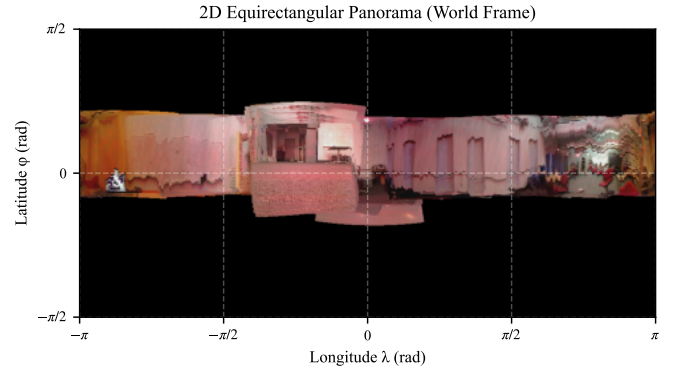 2D Equirectangular Panorama (World Frame)
π/2
0
−π/2
Latitude φ (rad)
−π
−π/2
0
π/2
π
Longitude λ (rad)